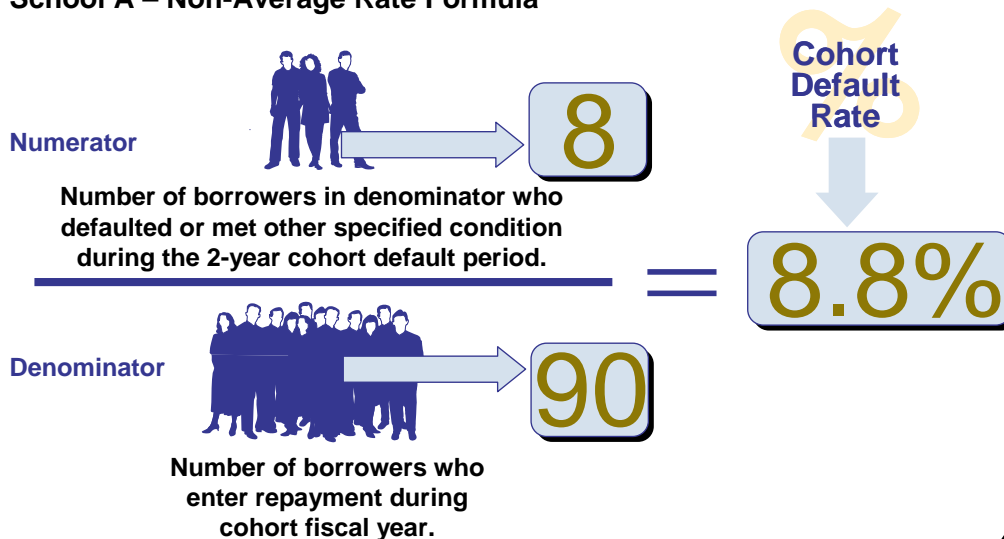 School A – Non-Average Rate Formula
Cohort
Default
Rate
%
Numerator
8
Number of borrowers in denominator who
defaulted or met other specified condition
during the 2-year cohort default period.
=
8.8%
Denominator
90
Number of borrowers who
enter repayment during
cohort fiscal year.